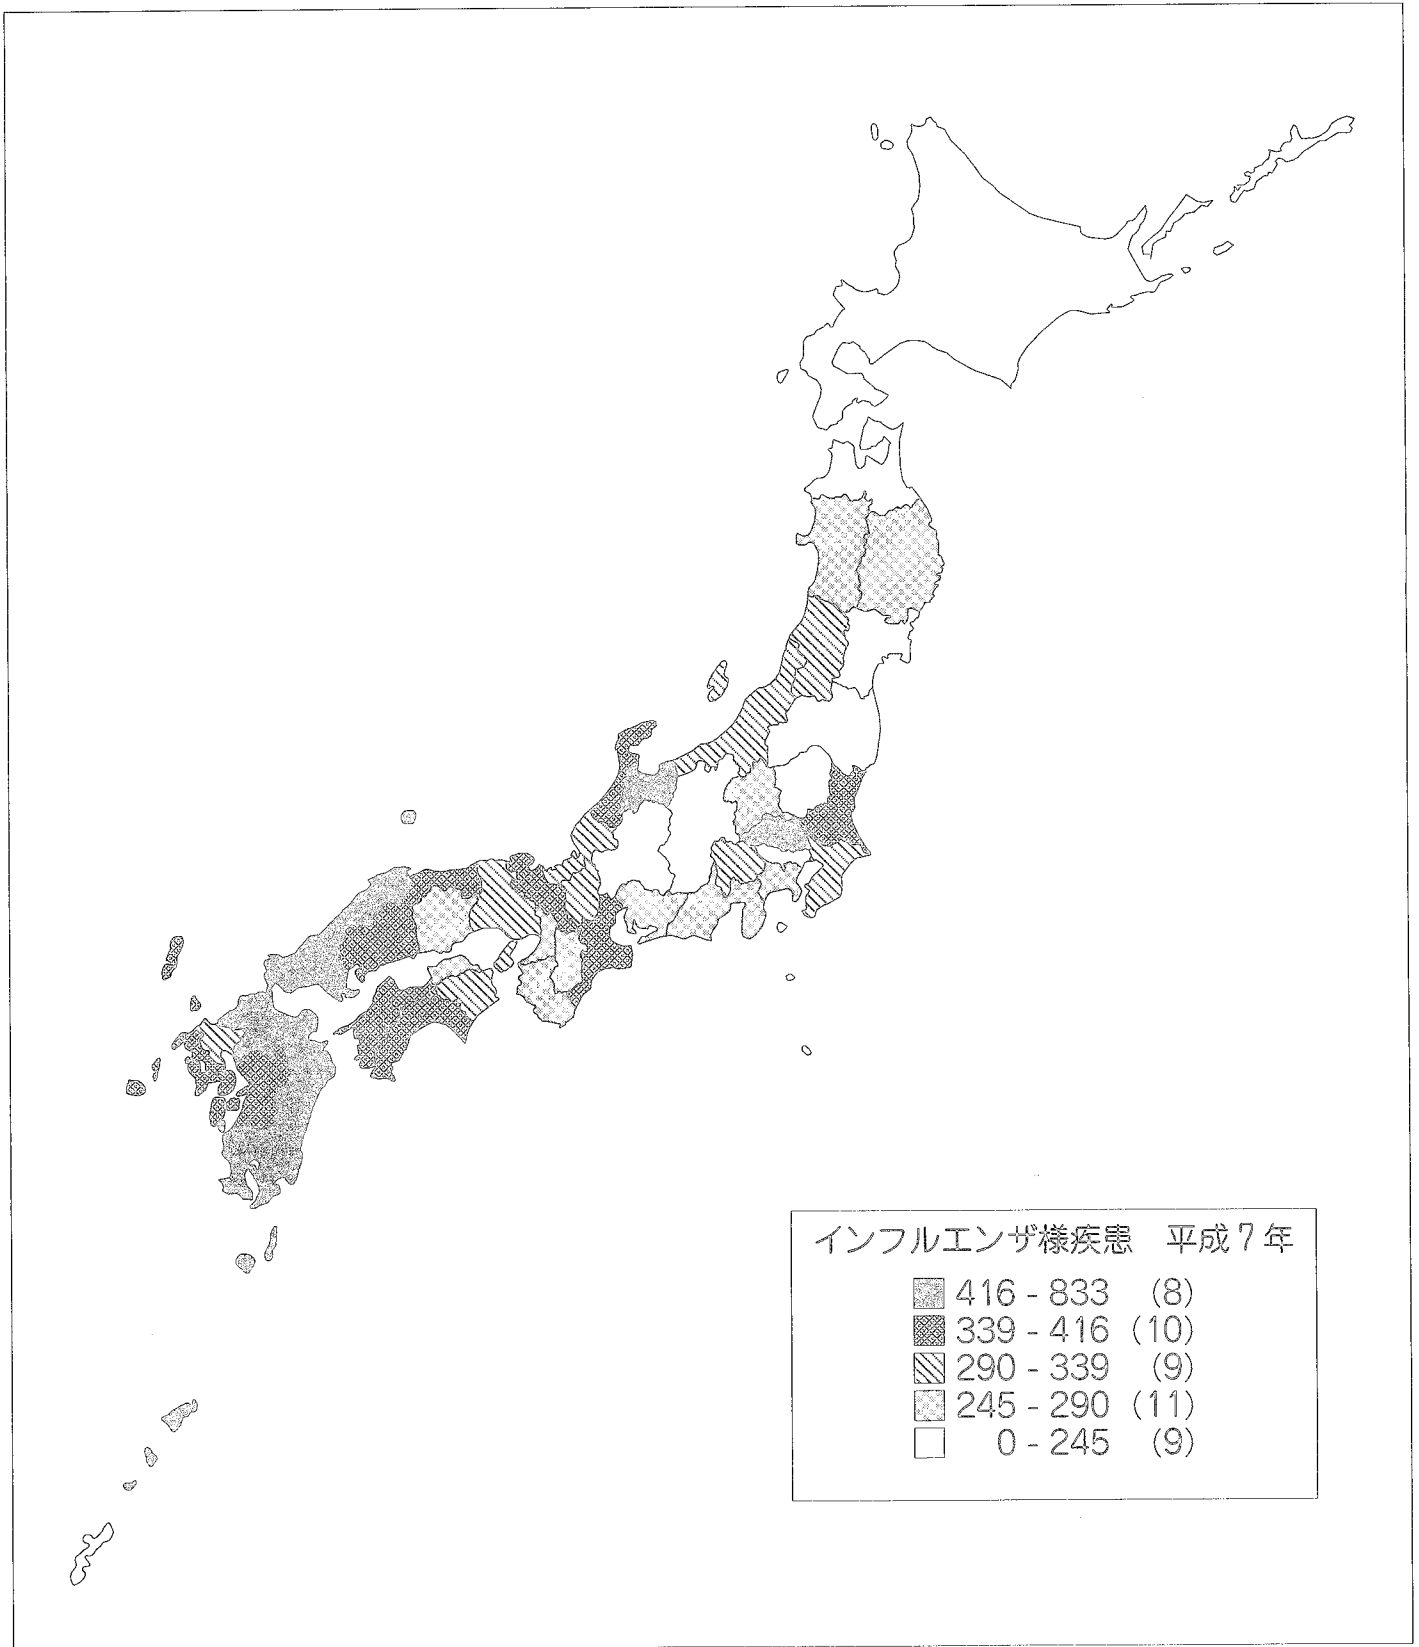 インフルエンザ様疾患 平成7年
416 - 833 (8)
339 - 416 (10)
290 - 339 (9)
245 - 290 (11)
0 - 245 (9)